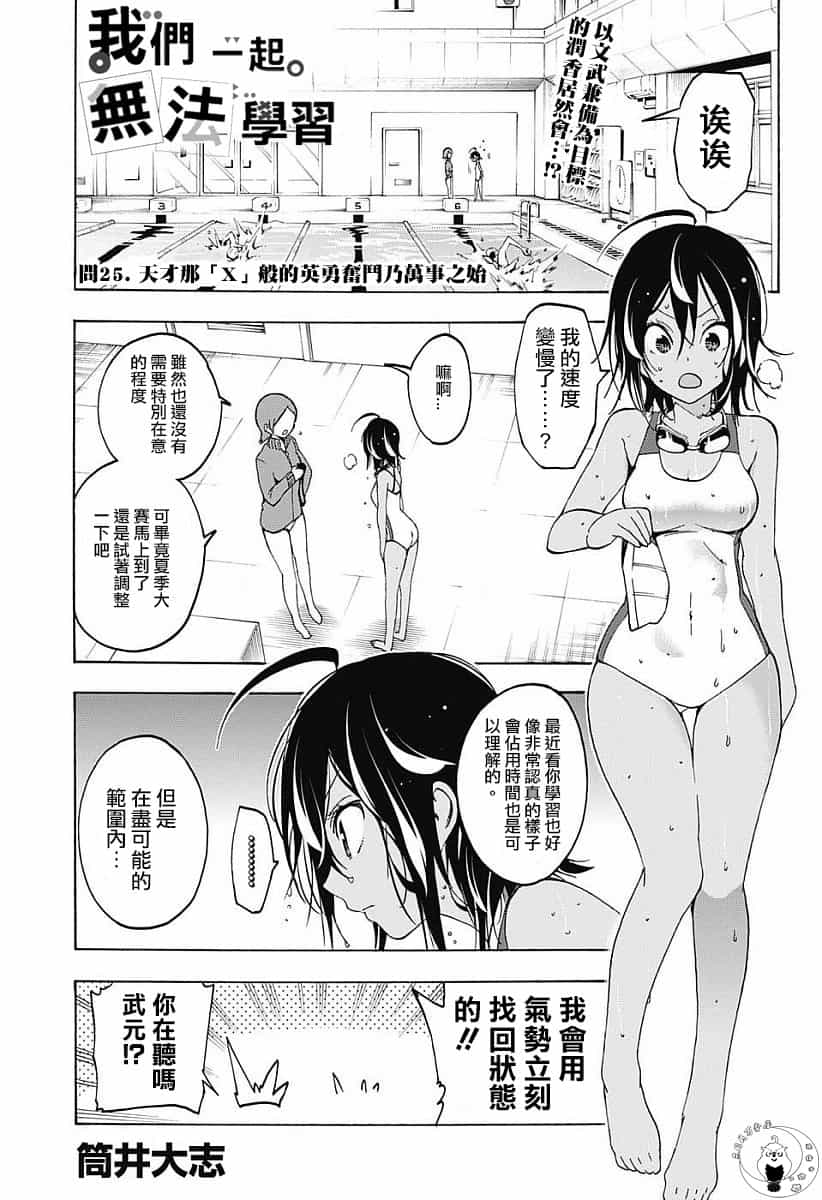 我們一起。
無法學習
以文武兼備為目標
的潤香居然會…!?
诶诶
3 4 5 6
問25. 天才那「X」般的英勇奮鬥乃萬事之始
我的速度
變慢了……?
嘛啊…
雖然也還沒有
需要特別在意
的程度
可畢竟夏季大
賽馬上到了
還是試著調整
一下吧
最近看你學習也好
像非常認真的樣子
會佔用時間也是可
以理解的。
………
但是
在盡可能的
範圍內…
我會用
氣勢立刻
找回狀態
的!!
你在聽嗎
武元!?
筒井大志